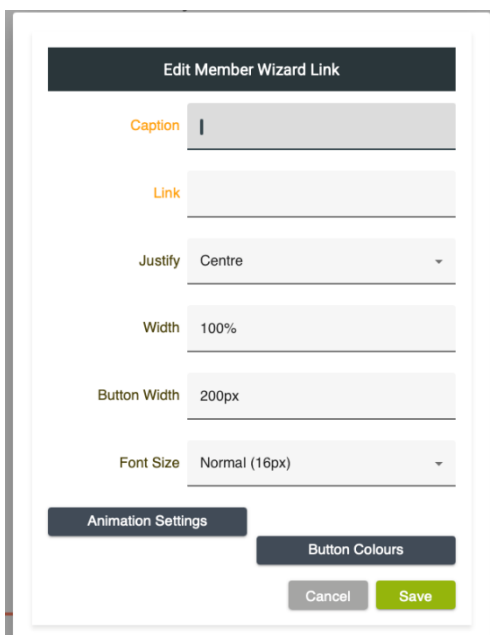 Edit Member Wizard Link
Caption
Link
Justify Centre
Width 100%
Button Width 200px
Font Size Normal (16px)
Animation Settings
Button Colours
Cancel Save